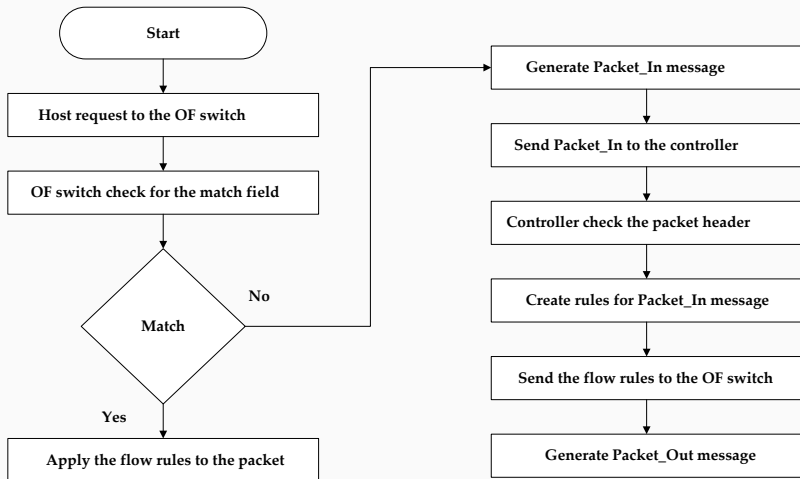 Start
Host request to the OF switch
OF switch check for the match field
Match
No
Yes
Apply the flow rules to the packet
Generate Packet_In message
Send Packet_In to the controller
Controller check the packet header
Create rules for Packet_In message
Send the flow rules to the OF switch
Generate Packet_Out message